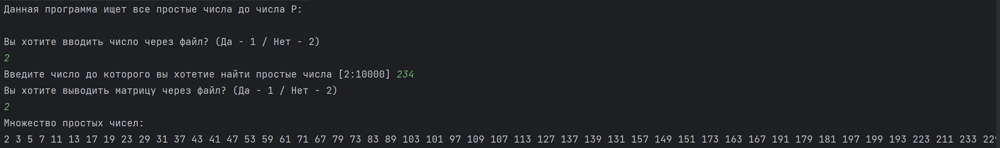 Данная программа ищет все простые числа до числа P:
Вы хотите вводить число через файл? (Да - 1 / Нет - 2)
2
Введите число до которого вы хотетие найти простые числа [2:10000] 234
Вы хотите выводить матрицу через файл? (Да - 1 / Нет - 2)
2
Множество простых чисел:
2 3 5 7 11 13 17 19 23 29 31 37 43 41 47 53 59 61 71 67 79 73 83 89 103 101 97 109 107 113 127 137 139 131 157 149 151 173 163 167 191 179 181 197 199 193 223 211 233